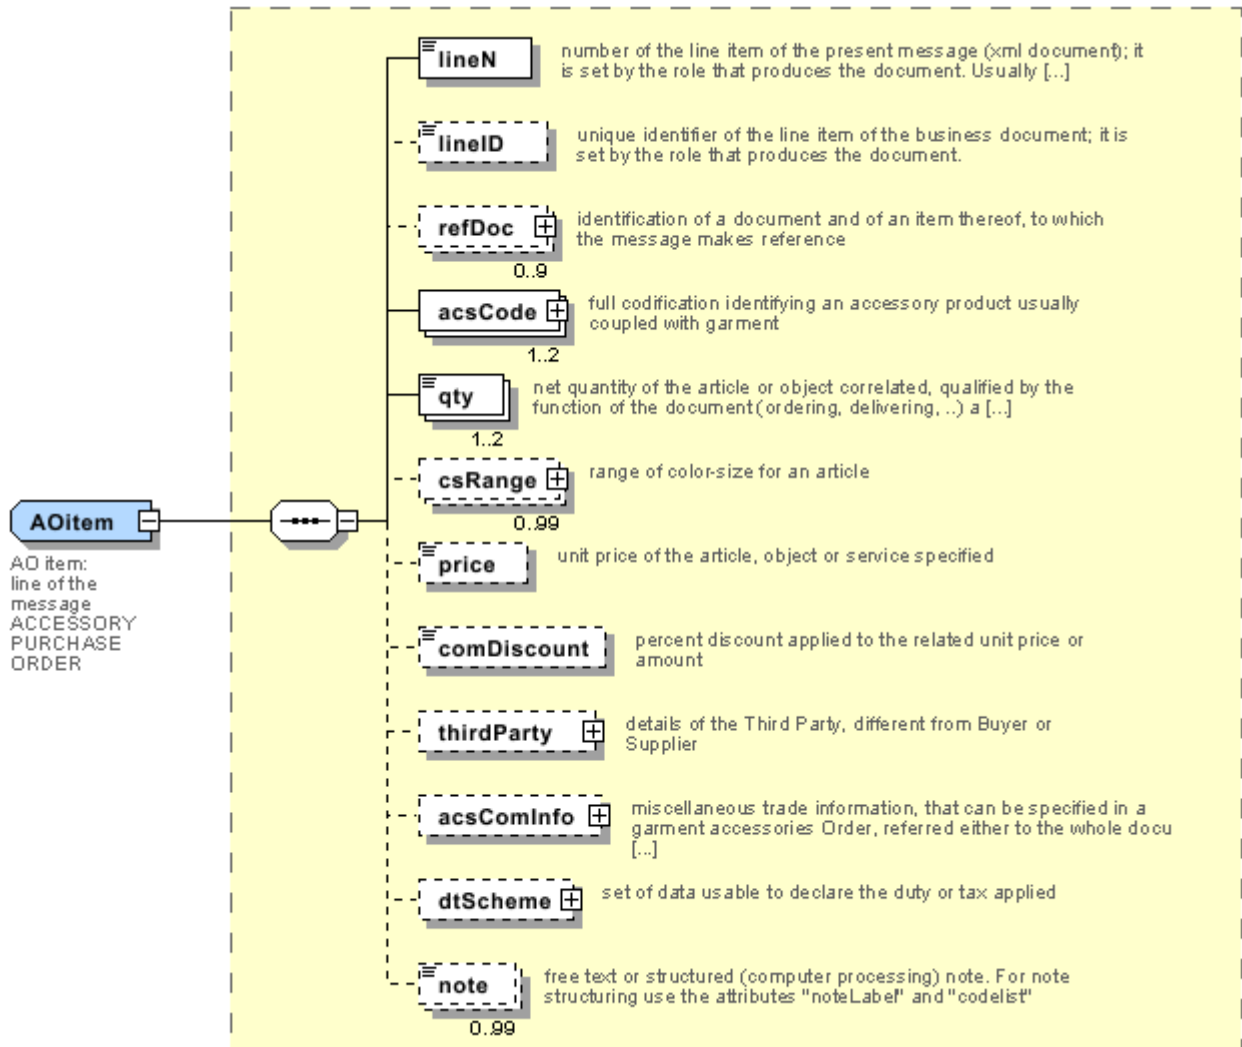 lineN
number of the line item of the present message (xml document); it
is set by the role that produces the document. Usually [...]
lineID
unique identifier of the line item of the business document; it is
set by the role that produces the document.
refDoc
identification of a document and of an item thereof, to which
the message makes reference
0..9
acsCode
full codification identifying an accessory product usually
coupled with garment
1..2
qty
net quantity of the article or object correlated, qualified by the
function of the document (ordering, delivering, ..) a [...]
1..2
csRange
range of color-size for an article
0..99
AOitem
AO item:
line of the
message
ACCESSORY
PURCHASE
ORDER
price
unit price of the article, object or service specified
comDiscount
percent discount applied to the related unit price or
amount
thirdParty
details of the Third Party, different from Buyer or
Supplier
acsComInfo
miscellaneous trade information, that can be specified in a
garment accessories Order, referred either to the whole docu
[...]
dtScheme
set of data usable to declare the duty or tax applied
note
free text or structured (computer processing) note. For note
structuring use the attributes "noteLabel" and "codelist"
0..99